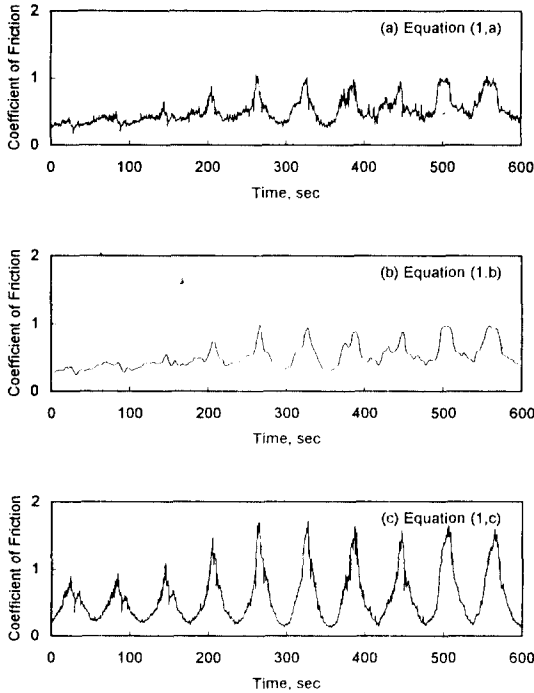 2
(a) Equation (1,a)
1
0
Coefficient of Friction
0 100 200 300 400 500 600
Time, sec
2
(b) Equation (1.b)
1
0
Coefficient of Friction
0 100 200 300 400 500 600
Time, sec
2
(c) Equation (1,c)
1
0
Coefficient of Friction
0 100 200 300 400 500 600
Time, sec